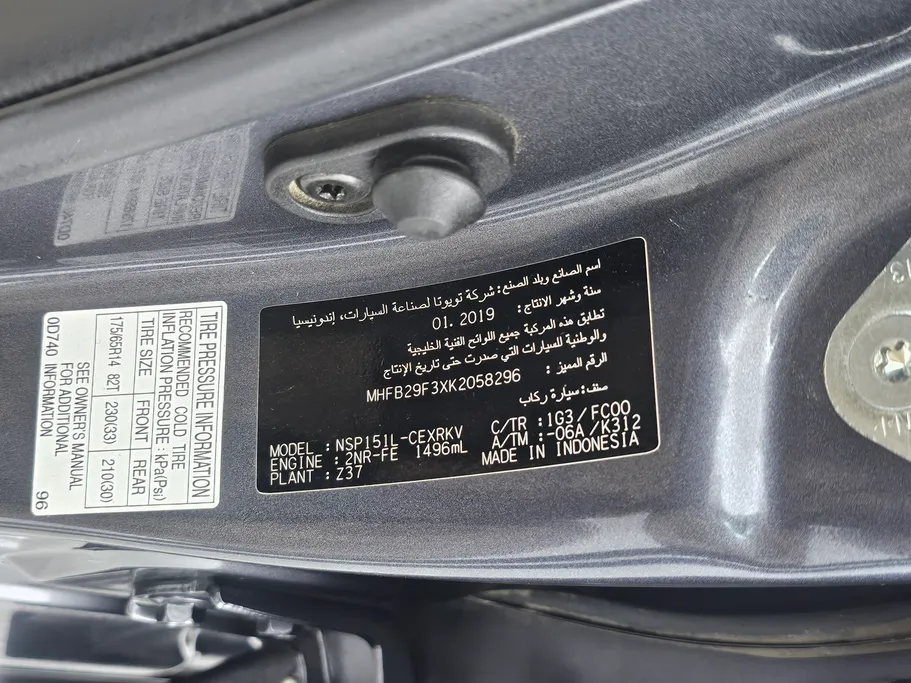 TIRE PRESSURE INFORMATION
RECOMMENDED COLD TIRE
INFLATION PRESSURE : kPa(Psi)
TIRE SIZE FRONT REAR
175/65R14 82T 230(33) 210(30)
SEE OWNER'S MANUAL
FOR ADDITIONAL
INFORMATION
0D740 96
اسم الصانع وبلد الصنع: شركة تويوتا لصناعة السيارات، إندونيسيا
سنة وشهر الانتاج: 01. 2019
تطابق هذه المركبة جميع اللوائح الفنية الخليجية
والوطنية للسيارات التي صدرت حتى تاريخ الإنتاج
الرقم المميز: MHFB29F3XK2058296
صنف: سيارة ركاب
MODEL : NSP151L-CEXRKV C/TR : 1G3/FC00
ENGINE : 2NR-FE 1496mL A/TM : -06A/K312
PLANT : Z37 MADE IN INDONESIA
13